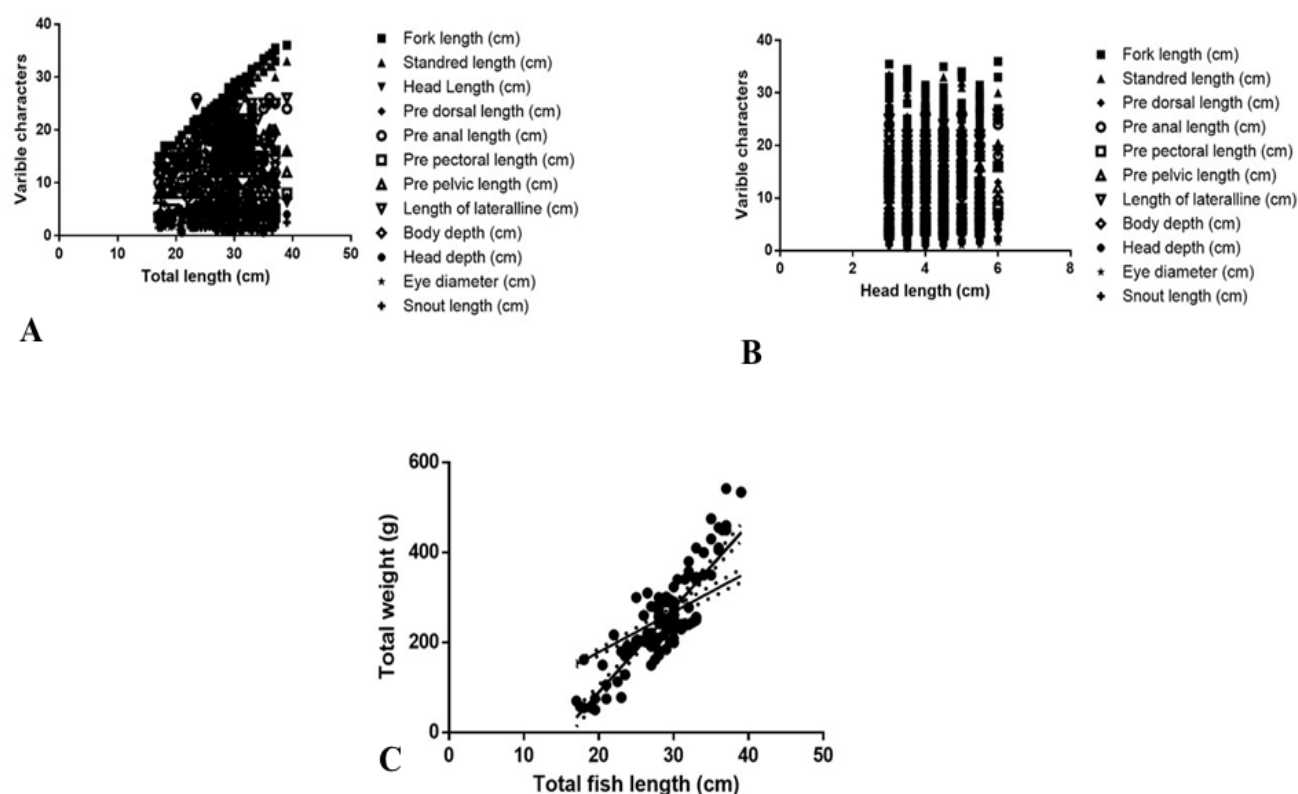 40
30
20
10
0
Varible characters
0 10 20 30 40 50
Total length (cm)
Fork length (cm)
Standred length (cm)
Head Length (cm)
Pre dorsal length (cm)
Pre anal length (cm)
Pre pectoral length (cm)
Pre pelvic length (cm)
Length of lateralline (cm)
Body depth (cm)
Head depth (cm)
Eye diameter (cm)
Snout length (cm)
A
40
30
20
10
0
Varible characters
0 2 4 6 8
Head length (cm)
Fork length (cm)
Standred length (cm)
Pre dorsal length (cm)
Pre anal length (cm)
Pre pectoral length (cm)
Pre pelvic length (cm)
Length of lateralline (cm)
Body depth (cm)
Head depth (cm)
Eye diameter (cm)
Snout length (cm)
B
600
400
200
0
Total weight (g)
0 10 20 30 40 50
Total fish length (cm)
C